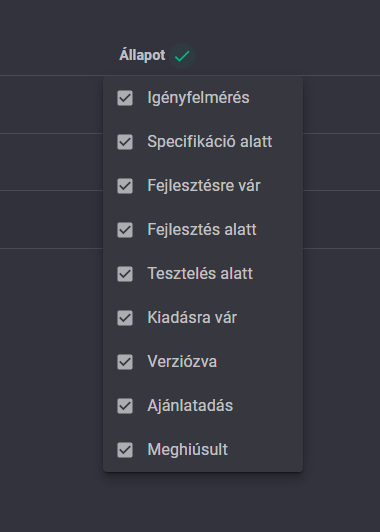 Állapot
Igényfelmérés
Specifikáció alatt
Fejlesztésre vár
Fejlesztés alatt
Tesztelés alatt
Kiadásra vár
Verziózva
Ajánlatadás
Meghiúsult